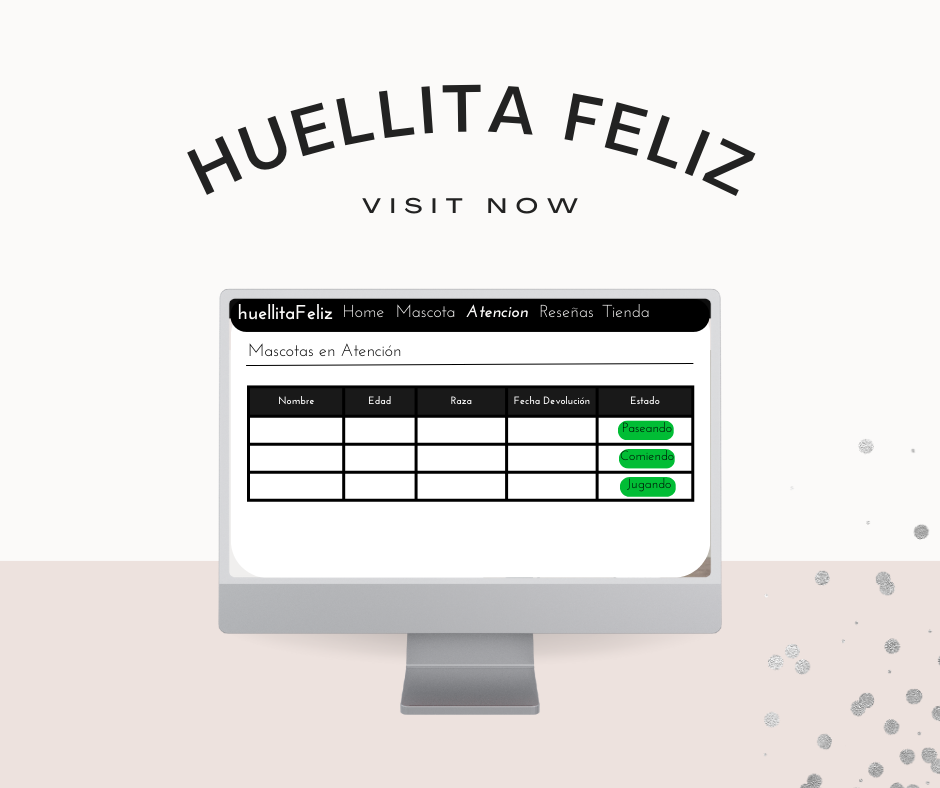 HUELLITA FELIZ
VISIT NOW
huellitaFeliz Home Mascota Atencion Reseñas Tienda
Mascotas en Atención
Nombre Edad Raza Fecha Devolución Estado
Paseando
Comiendo
Jugando